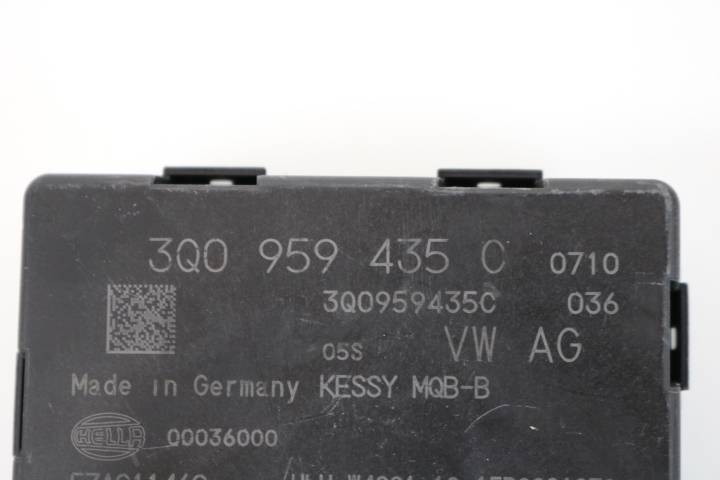 3Q0 959 435 C 0710
3Q0959435C 036
05S VW AG
Made in Germany KESSY MQB-B
HELLA 00036000